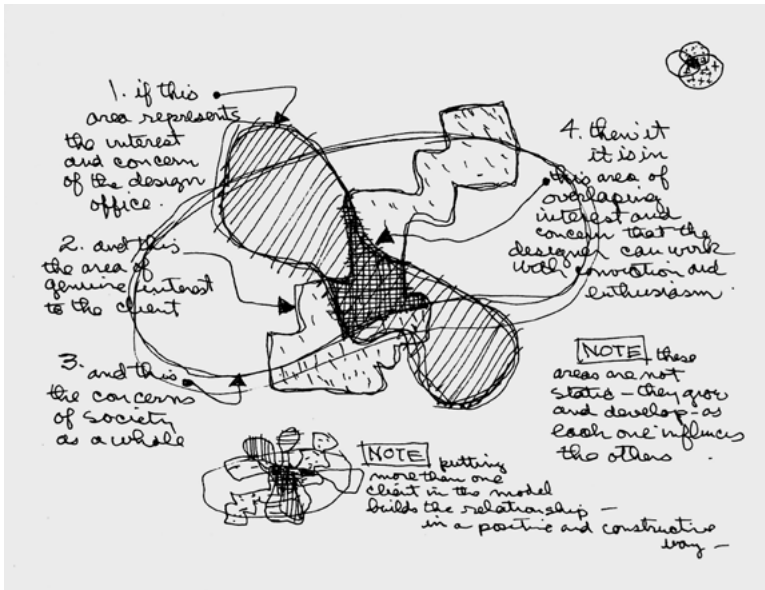 1. if this
area represents
the interest
and concern
of the design
office.
2. and this
the area of
genuine interest
to the client
3. and this
the concerns
of society
as a whole
4. then it
it is in
this area of
overlaping
interest and
concern that the
designer can work
with conviction and
enthusiasm
NOTE these
areas are not
static – they grow
and develop – as
each one influences
the others.
NOTE putting
more than one
client in the model
builds the relationship –
in a positive and constructive
way –